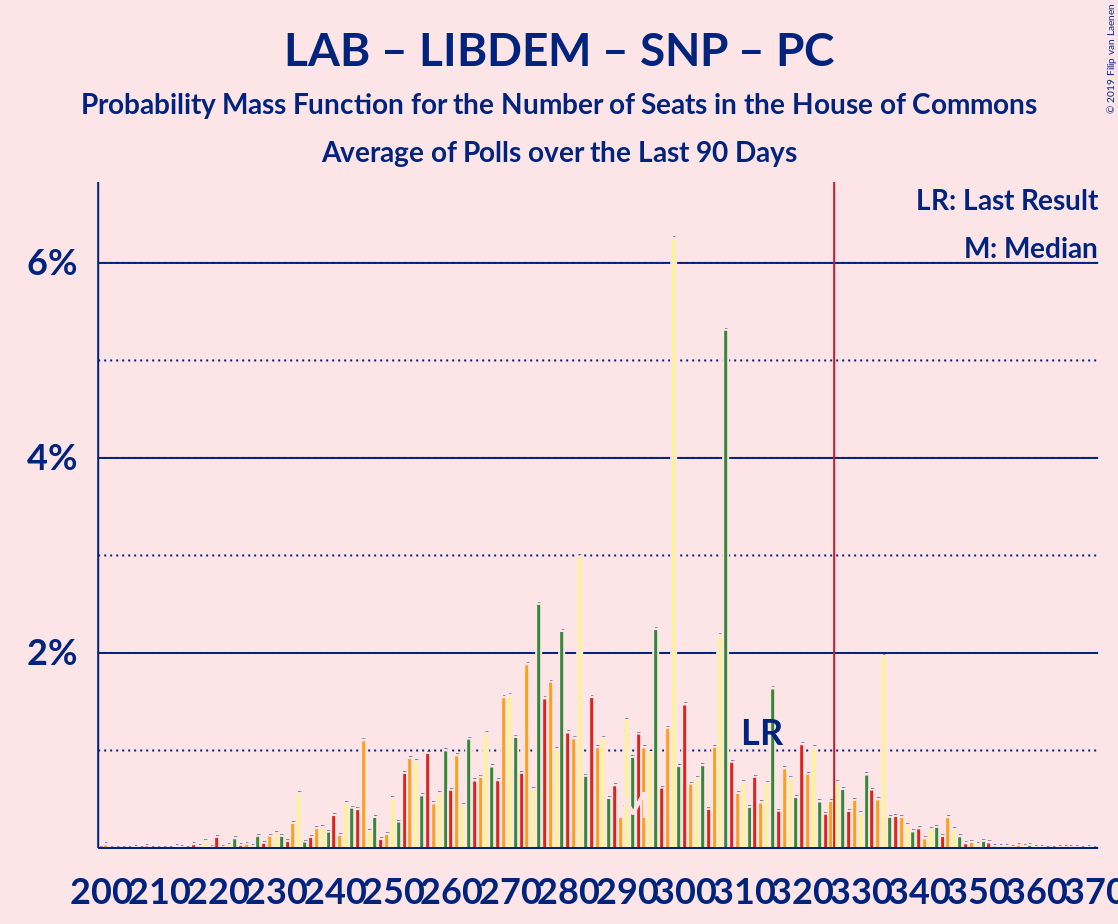 LAB – LIBDEM – SNP – PC
Probability Mass Function for the Number of Seats in the House of Commons
Average of Polls over the Last 90 Days
© 2019 Filip van Laenen
LR: Last Result
M: Median
6%
4%
2%
LR
M
200 210 220 230 240 250 260 270 280 290 300 310 320 330 340 350 360 370